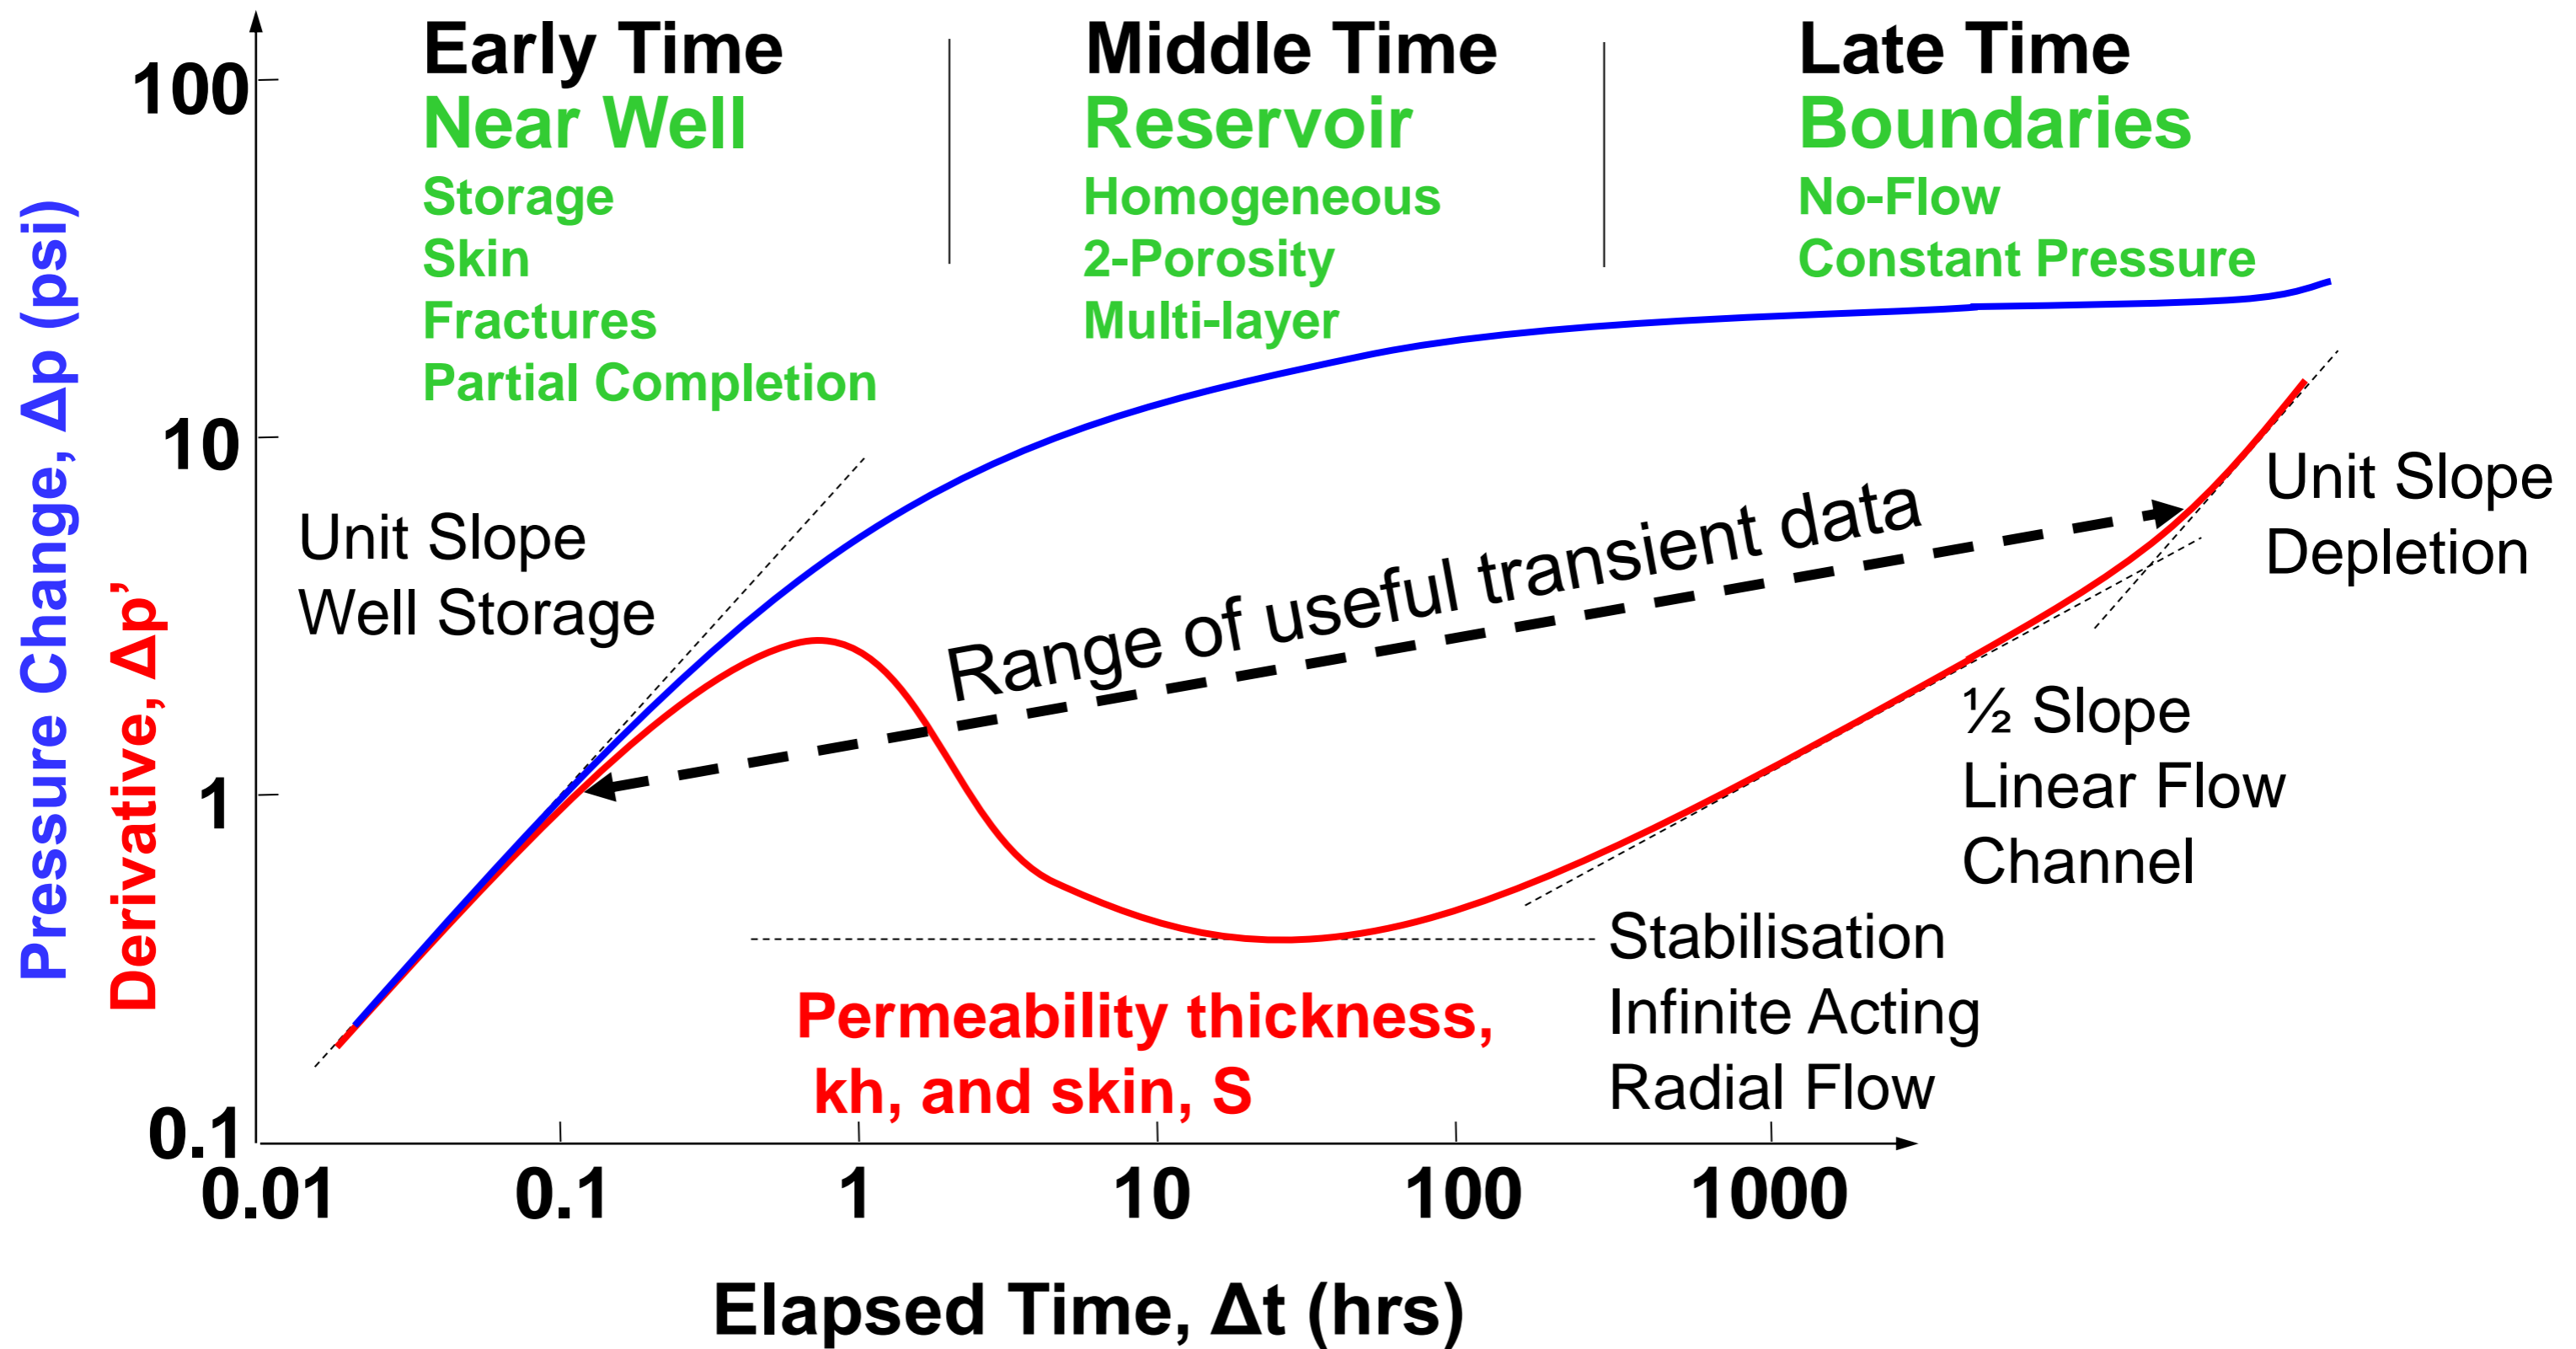 Early Time
Near Well
Storage
Skin
Fractures
Partial Completion
Middle Time
Reservoir
Homogeneous
2-Porosity
Multi-layer
Late Time
Boundaries
No-Flow
Constant Pressure
Pressure Change, Δp (psi)
Derivative, Δp’
100
10
1
0.1
Unit Slope
Well Storage
Range of useful transient data
Unit Slope
Depletion
½ Slope
Linear Flow
Channel
Stabilisation
Infinite Acting
Radial Flow
Permeability thickness,
kh, and skin, S
0.01
0.1
1
10
100
1000
Elapsed Time, Δt (hrs)